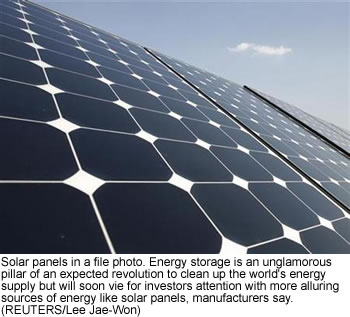 Solar panels in a file photo. Energy storage is an unglamorous
pillar of an expected revolution to clean up the world's energy
supply but will soon vie for investors attention with more alluring
sources of energy like solar panels, manufacturers say.
(REUTERS/Lee Jae-Won)